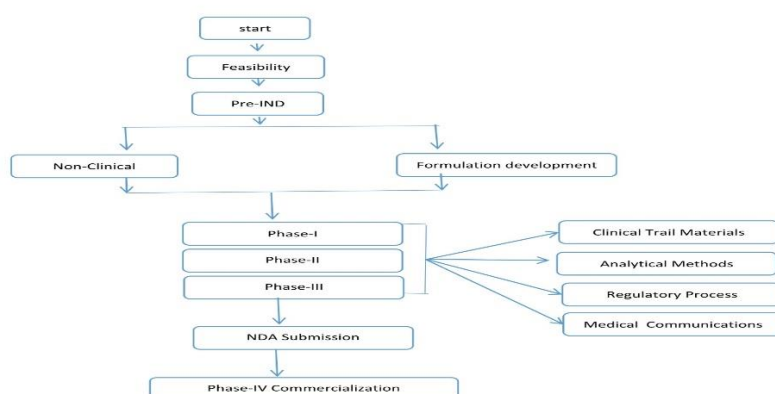 start
Feasibility
Pre-IND
Non-Clinical
Formulation development
Phase-I
Phase-II
Phase-III
Clinical Trail Materials
Analytical Methods
Regulatory Process
Medical Communications
NDA Submission
Phase-IV Commercialization